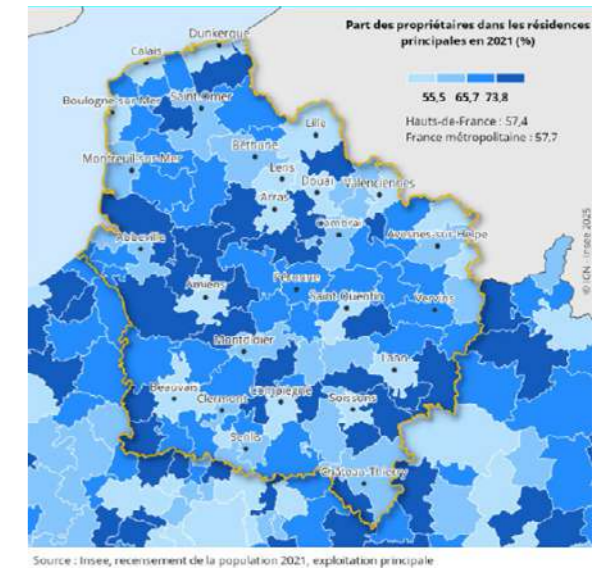 Part des propriétaires dans les résidences
principales en 2021 (%)
55,5 65,7 73,8
Hauts-de-France : 57,4
France métropolitaine : 57,7
Dunkerque
Calais
Boulogne-sur-Mer
Saint-Omer
Lille
Béthune
Montreuil-sur-Mer
Lens
Douai
Valenciennes
Arras
Cambrai
Avesnes-sur-Helpe
Abbeville
Amiens
Péronne
Saint-Quentin
Vervins
Montdidier
Laon
Beauvais
Clermont
Compiègne
Soissons
Senlis
Château-Thierry
© IGN - Insee 2025
Source : Insee, recensement de la population 2021, exploitation principale